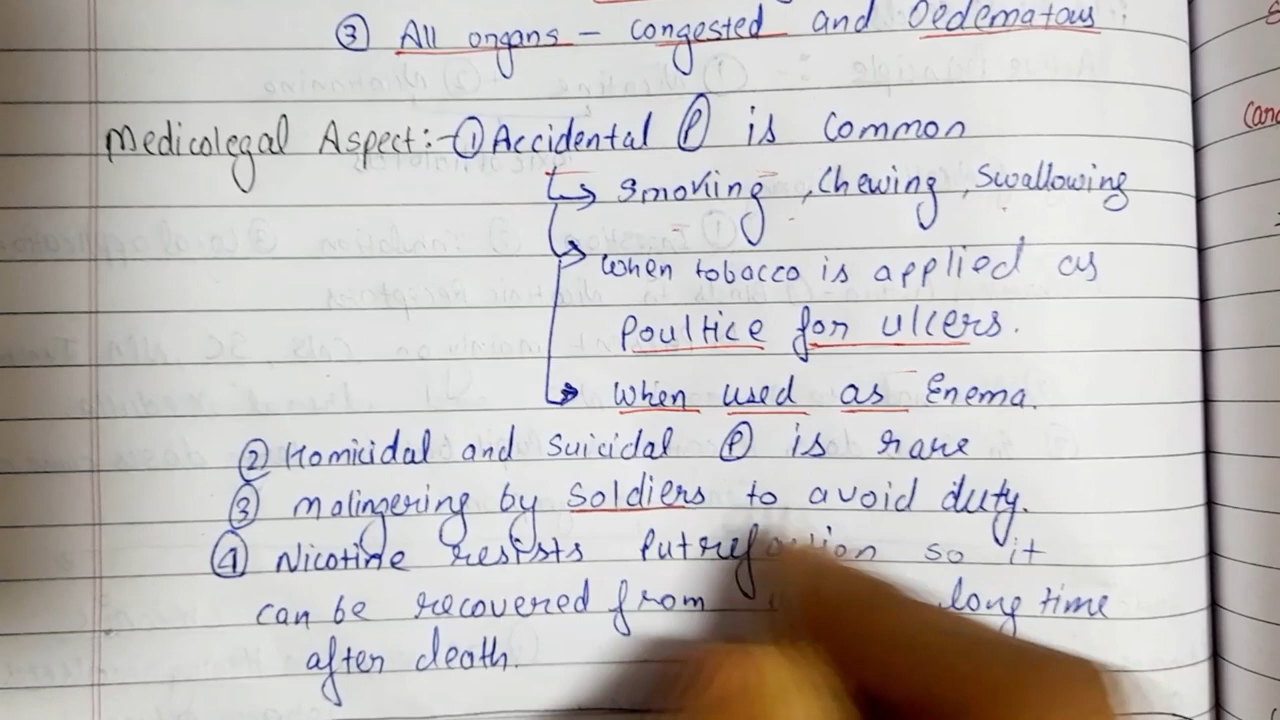 ③ All organs - congested and Oedematous
Medicolegal Aspect:- ① Accidental Ⓟ is common
↳ Smoking, Chewing, Swallowing
↳ when tobacco is applied as
Poultice for ulcers.
↳ when used as Enema.
② Homicidal and Suicidal Ⓟ is rare
③ Malingering by Soldiers to avoid duty.
④ Nicotine resists Putrefaction so it
can be recovered from long time
after death.